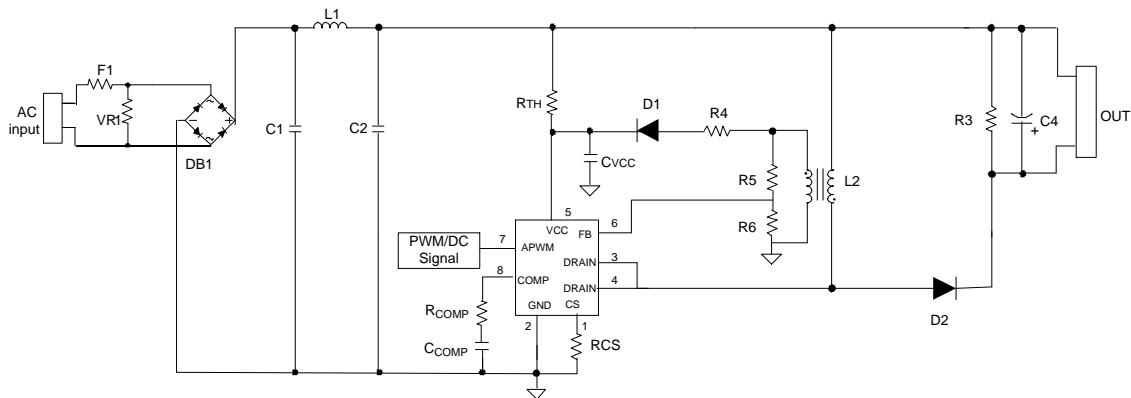 L1
F1
AC
input
VR1
DB1
C1
C2
RTH
D1
R4
CVCC
R5
R6
L2
R3
C4
+
OUT
5
VCC
6
FB
PWM/DC
Signal
7
APWM
8
COMP
DRAIN
3
DRAIN
4
GND
CS
2
1
RCOMP
CCOMP
RCS
D2
~
-
+
~